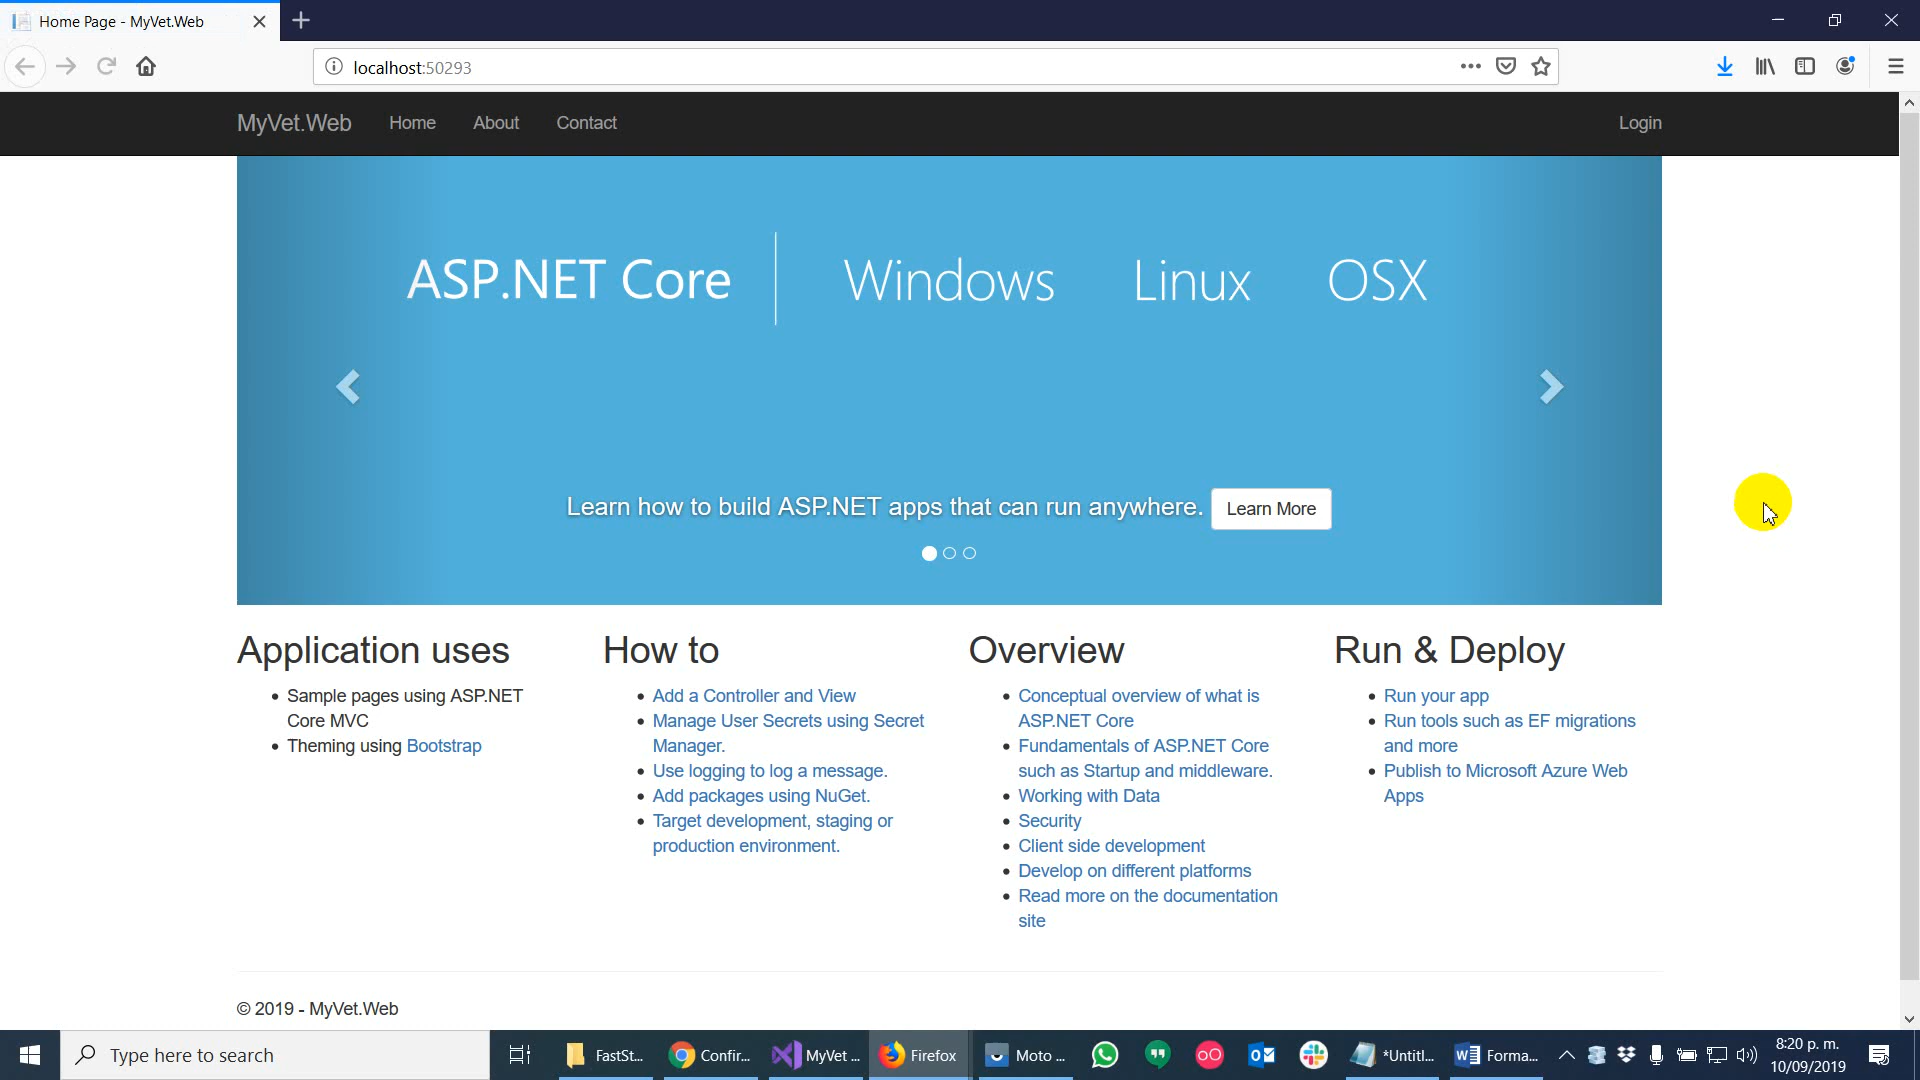 Home Page - MyVet.Web
localhost:50293
MyVet.Web
Home
About
Contact
Login
ASP.NET Core
Windows
Linux
OSX
Learn how to build ASP.NET apps that can run anywhere.
Learn More
Application uses
Sample pages using ASP.NET
Core MVC
Theming using Bootstrap
How to
Add a Controller and View
Manage User Secrets using Secret
Manager.
Use logging to log a message.
Add packages using NuGet.
Target development, staging or
production environment.
Overview
Conceptual overview of what is
ASP.NET Core
Fundamentals of ASP.NET Core
such as Startup and middleware.
Working with Data
Security
Client side development
Develop on different platforms
Read more on the documentation
site
Run & Deploy
Run your app
Run tools such as EF migrations
and more
Publish to Microsoft Azure Web
Apps
© 2019 - MyVet.Web
Type here to search
FastSt...
Confir...
MyVet ...
Firefox
Moto ...
*Untitl...
Forma...
8:20 p. m.
10/09/2019